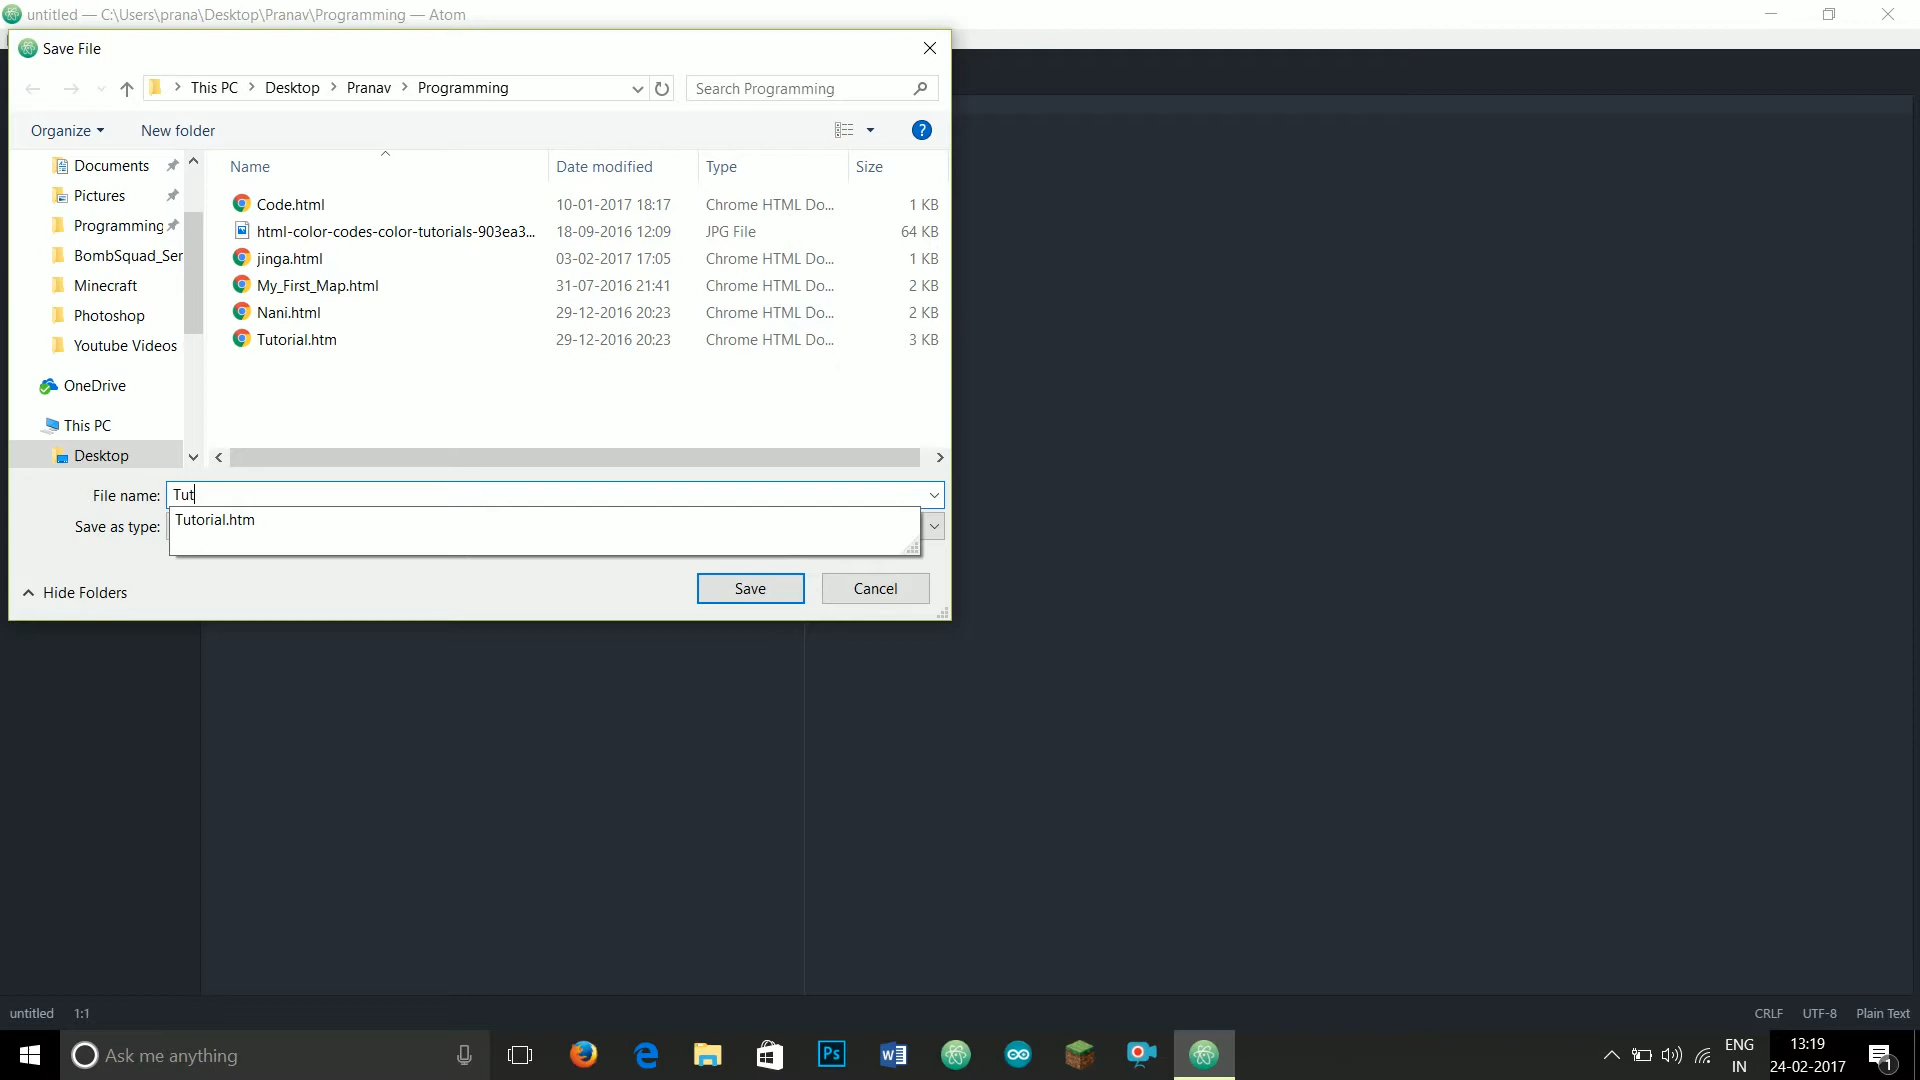 untitled — C:\Users\prana\Desktop\Pranav\Programming — Atom
Save File
This PC > Desktop > Pranav > Programming
Search Programming
Organize
New folder
?
Name Date modified Type Size
Documents
Pictures
Programming
BombSquad_Ser
Minecraft
Photoshop
Youtube Videos
OneDrive
This PC
Desktop
Code.html 10-01-2017 18:17 Chrome HTML Do... 1 KB
html-color-codes-color-tutorials-903ea3... 18-09-2016 12:09 JPG File 64 KB
jinga.html 03-02-2017 17:05 Chrome HTML Do... 1 KB
My_First_Map.html 31-07-2016 21:41 Chrome HTML Do... 2 KB
Nani.html 29-12-2016 20:23 Chrome HTML Do... 2 KB
Tutorial.htm 29-12-2016 20:23 Chrome HTML Do... 3 KB
File name: Tut
Tutorial.htm
Save as type:
Hide Folders
Save
Cancel
untitled 1:1
CRLF UTF-8 Plain Text
Ask me anything
Ps
W
ENG
IN
13:19
24-02-2017
1